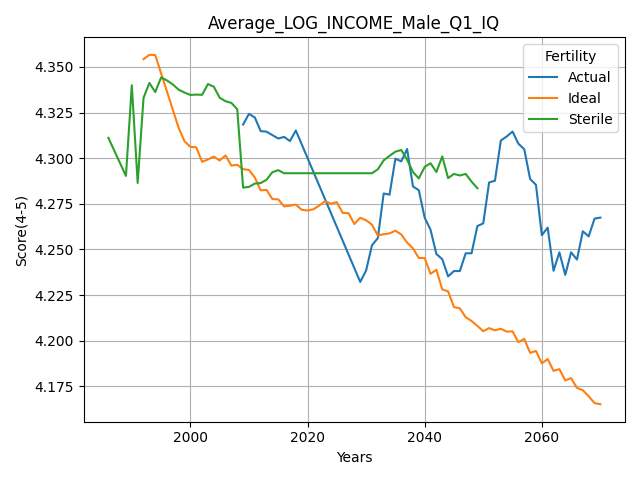 Average_LOG_INCOME_Male_Q1_IQ
Fertility
Actual
Ideal
Sterile
Score(4-5)
4.350
4.325
4.300
4.275
4.250
4.225
4.200
4.175
2000
2020
2040
2060
Years